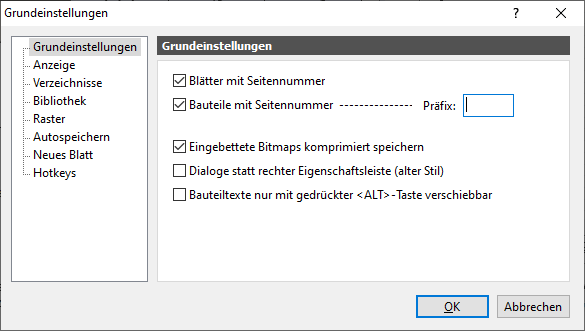 Grundeinstellungen
Grundeinstellungen
Anzeige
Verzeichnisse
Bibliothek
Raster
Autospeichern
Neues Blatt
Hotkeys
Grundeinstellungen
Blätter mit Seitennummer
Bauteile mit Seitennummer Präfix:
Eingebettete Bitmaps komprimiert speichern
Dialoge statt rechter Eigenschaftsleiste (alter Stil)
Bauteiltexte nur mit gedrückter <ALT>-Taste verschiebbar
OK Abbrechen